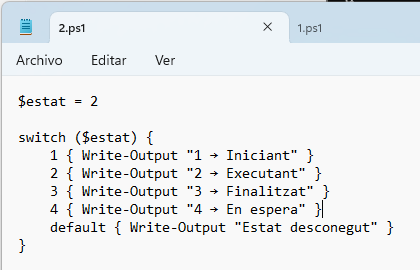 2.ps1
1.ps1
Archivo Editar Ver
$estat = 2
switch ($estat) {
1 { Write-Output "1 → Iniciant" }
2 { Write-Output "2 → Executant" }
3 { Write-Output "3 → Finalitzat" }
4 { Write-Output "4 → En espera" }
default { Write-Output "Estat desconegut" }
}